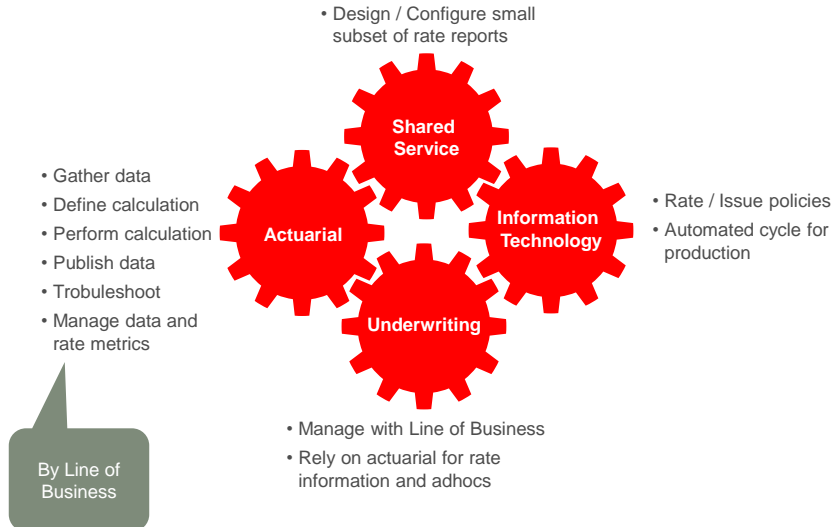 • Design / Configure small
subset of rate reports
Shared
Service
• Gather data
• Define calculation
• Perform calculation
• Publish data
• Trobuleshoot
• Manage data and
rate metrics
Actuarial
Information
Technology
• Rate / Issue policies
• Automated cycle for
production
Underwriting
• Manage with Line of Business
• Rely on actuarial for rate
information and adhocs
By Line of
Business